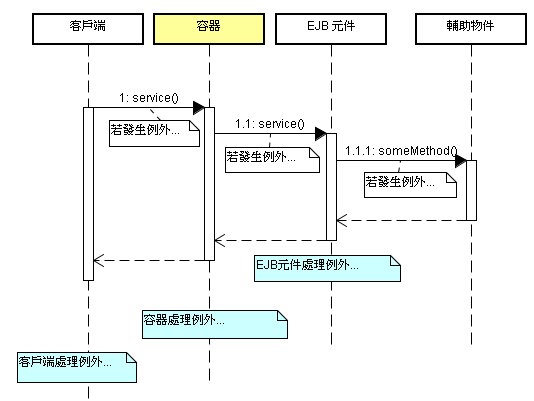 客戶端
容器
EJB 元件
輔助物件
1: service()
若發生例外...
1.1: service()
若發生例外...
1.1.1: someMethod()
若發生例外...
EJB元件處理例外...
容器處理例外...
客戶端處理例外...